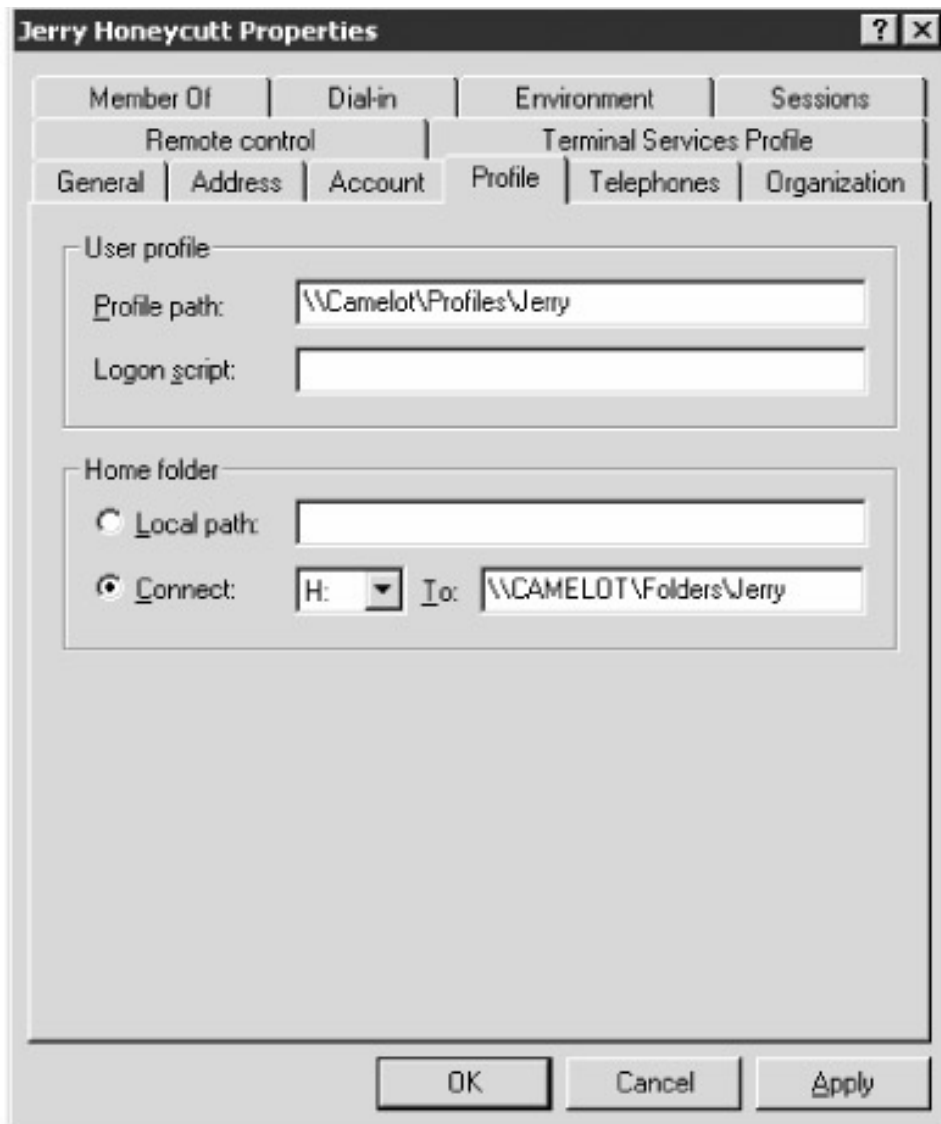 Jerry Honeycutt Properties
Member Of Dial-in Environment Sessions
Remote control Terminal Services Profile
General Address Account Profile Telephones Organization
User profile
Profile path: \\Camelot\Profiles\Jerry
Logon script:
Home folder
Local path:
Connect: H: To: \\CAMELOT\Folders\Jerry
OK Cancel Apply